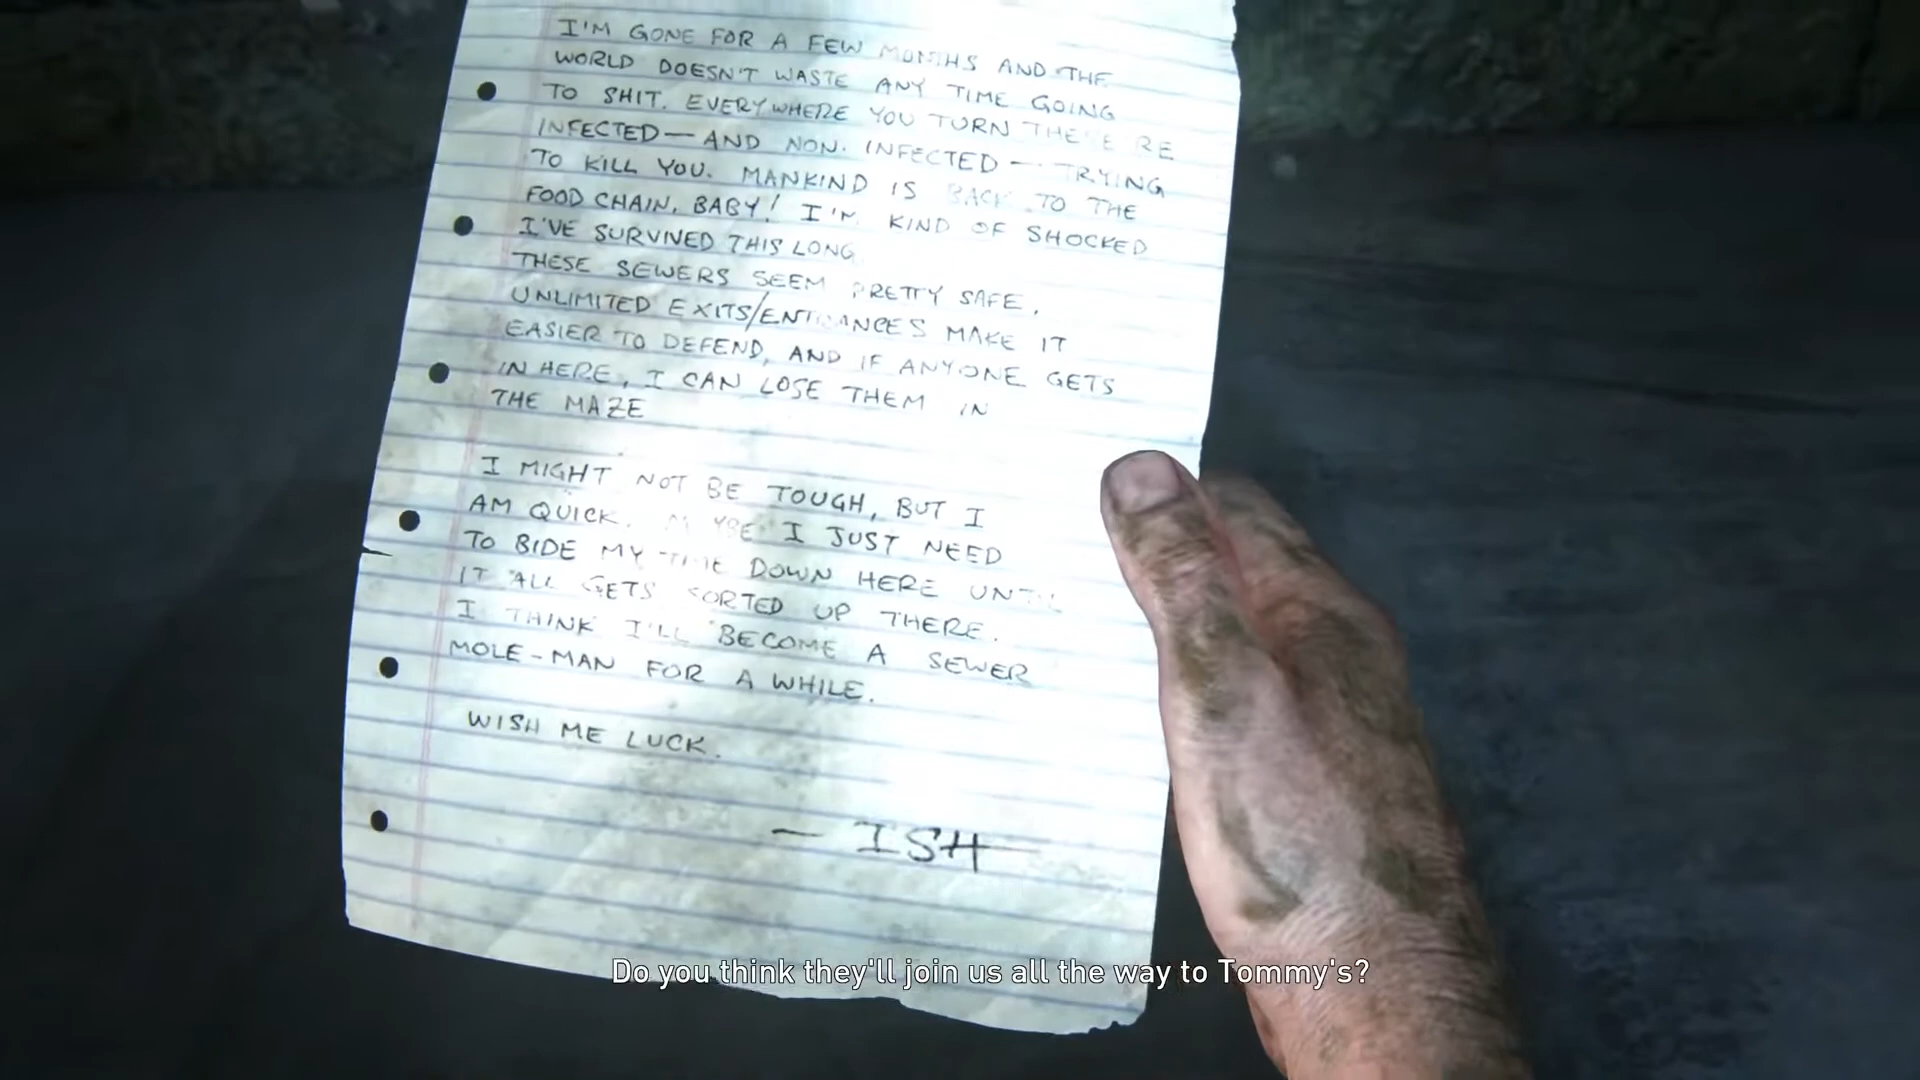 I'M GONE FOR A FEW MONTHS AND THE
WORLD DOESN'T WASTE ANY TIME GOING
TO SHIT. EVERYWHERE YOU TURN THERE'RE
INFECTED — AND NON. INFECTED — TRYING
TO KILL YOU. MANKIND IS BACK TO THE
FOOD CHAIN, BABY! I'M KIND OF SHOCKED
I'VE SURVIVED THIS LONG
THESE SEWERS SEEM PRETTY SAFE.
UNLIMITED EXITS/ENTRANCES MAKE IT
EASIER TO DEFEND, AND IF ANYONE GETS
IN HERE, I CAN LOSE THEM IN
THE MAZE
I MIGHT NOT BE TOUGH, BUT I
AM QUICK. MAYBE I JUST NEED
TO BIDE MY TIME DOWN HERE UNTIL
IT ALL GETS SORTED UP THERE.
I THINK I'LL BECOME A SEWER
MOLE-MAN FOR A WHILE.
WISH ME LUCK.
— ISH
Do you think they'll join us all the way to Tommy's?